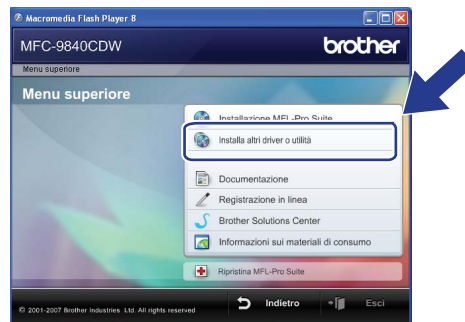 Macromedia Flash Player 8
MFC-9840CDW
brother
Menu superiore
Menu superiore
Installazione MFL-Pro Suite
Installa altri driver o utilità
Documentazione
Registrazione in linea
Brother Solutions Center
Informazioni sui materiali di consumo
Ripristina MFL-Pro Suite
© 2001-2007 Brother Industries Ltd. All rights reserved
Indietro
Esci